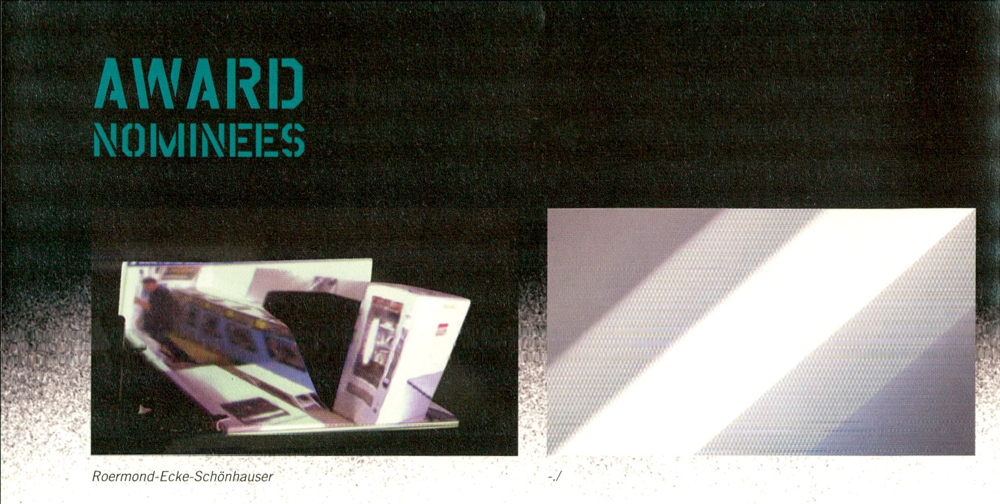 AWARD
NOMINEES
Roermond-Ecke-Schönhauser
-./